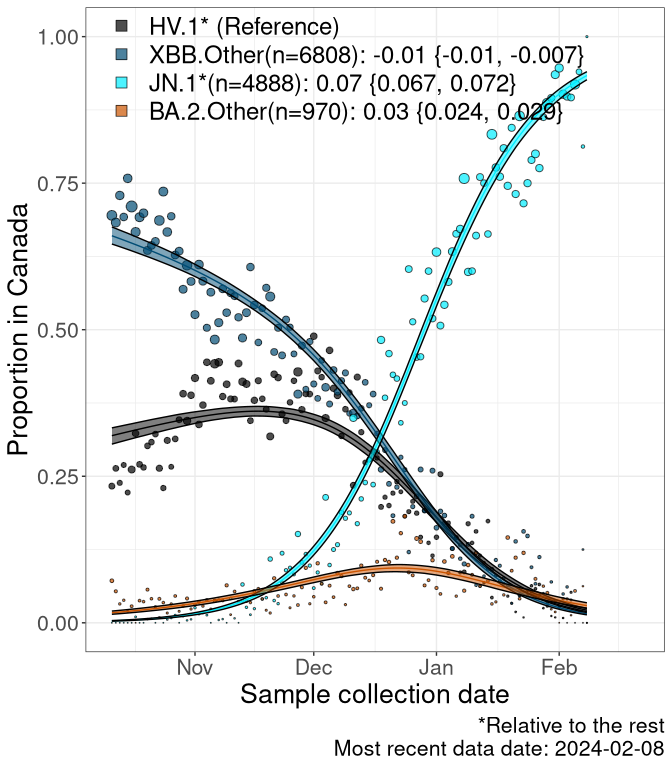 HV.1* (Reference)
XBB.Other(n=6808): -0.01 {-0.01, -0.007}
JN.1*(n=4888): 0.07 {0.067, 0.072}
BA.2.Other(n=970): 0.03 {0.024, 0.029}
1.00
0.75
0.50
0.25
0.00
Proportion in Canada
Nov Dec Jan Feb
Sample collection date
*Relative to the rest
Most recent data date: 2024-02-08